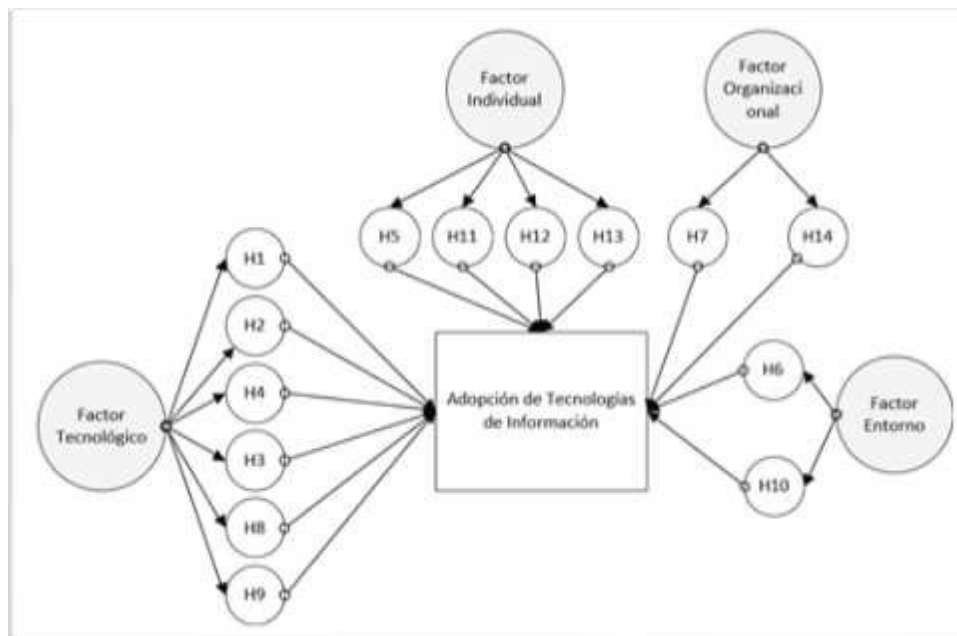 Factor
Individual
Factor
Organizaci
onal
H5
H11
H12
H13
H7
H14
H1
H2
H4
H3
H8
H9
Factor
Tecnológico
Adopción de Tecnologías
de Información
H6
H10
Factor
Entorno